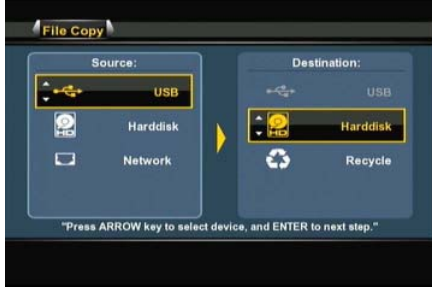 File Copy
Source:
USB
Harddisk
Network
Destination:
USB
Harddisk
Recycle
"Press ARROW key to select device, and ENTER to next step."